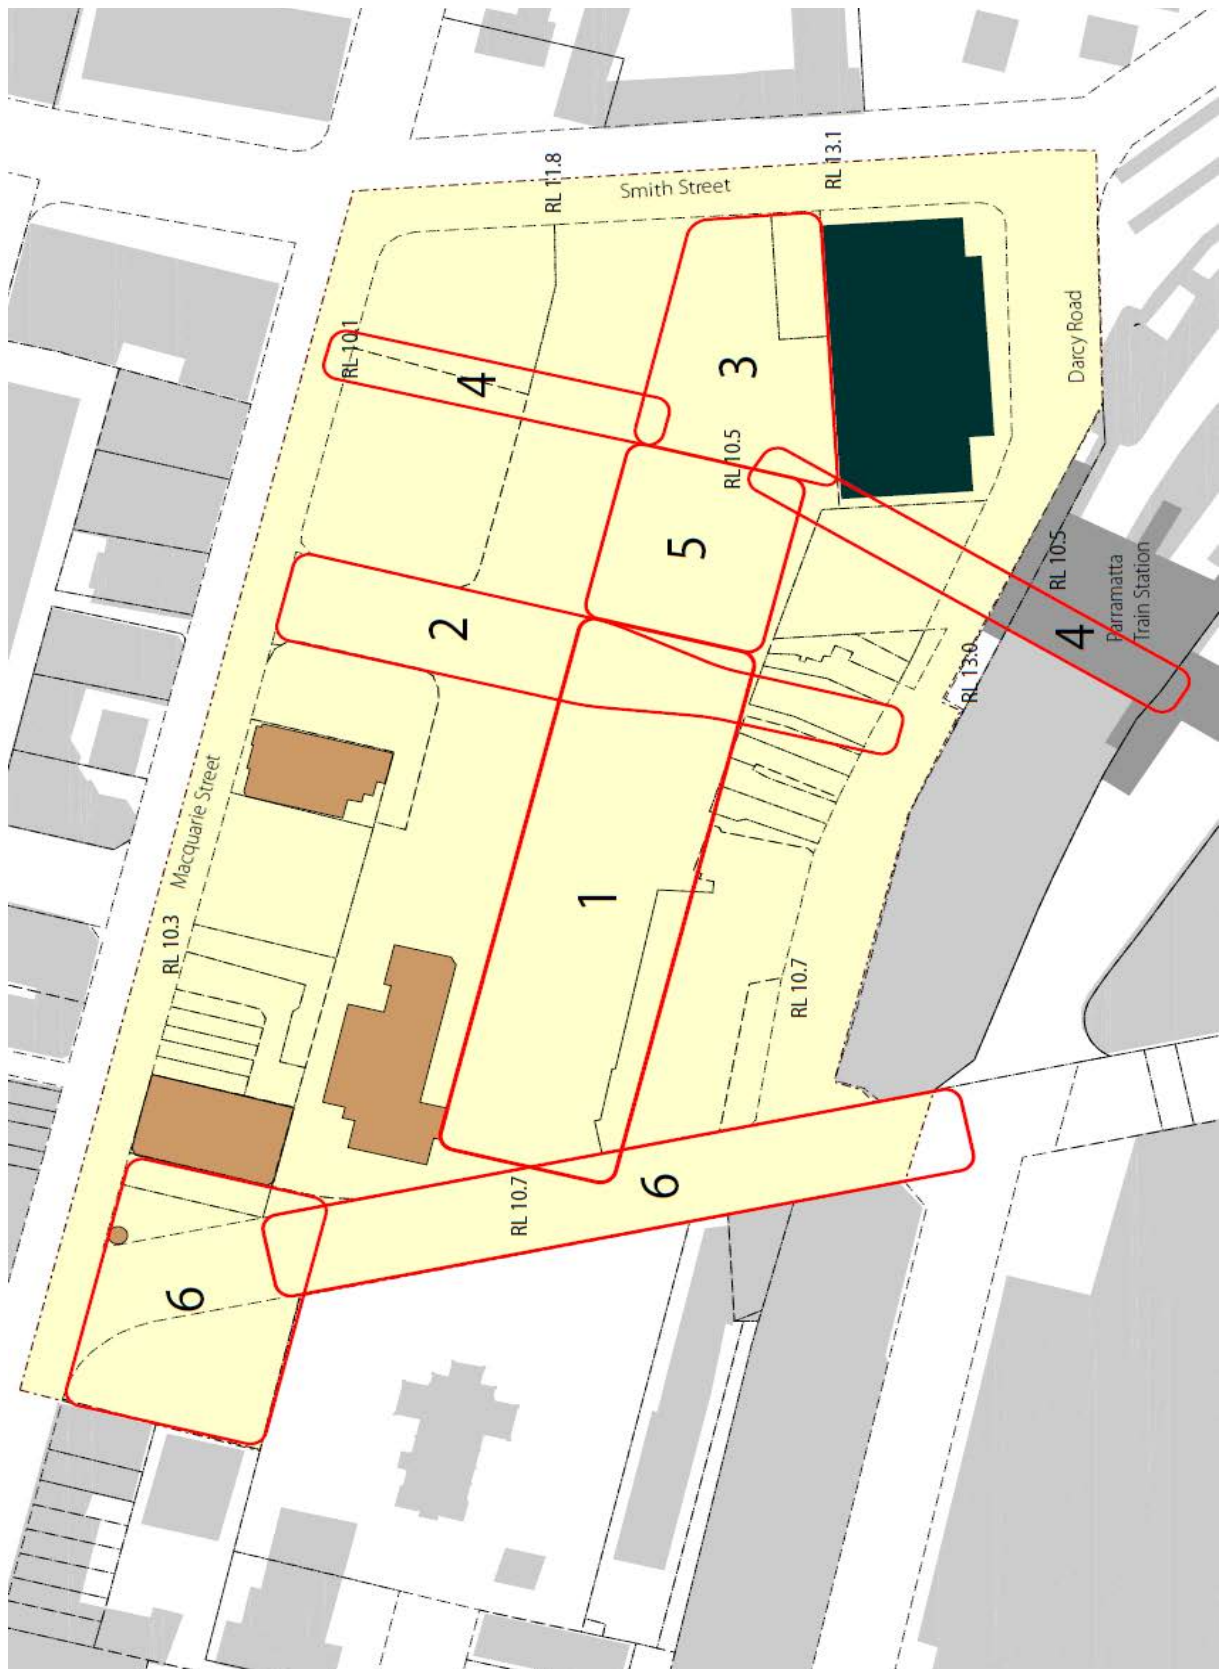 RL 11.8
Smith Street
RL 13.1
RL 10.1
4
3
Darcy Road
RL 10.5
5
RL 10.5
Parramatta
Train Station
4
2
RL 13.0
Macquarie Street
1
RL 10.3
RL 10.7
RL 10.7
6
6